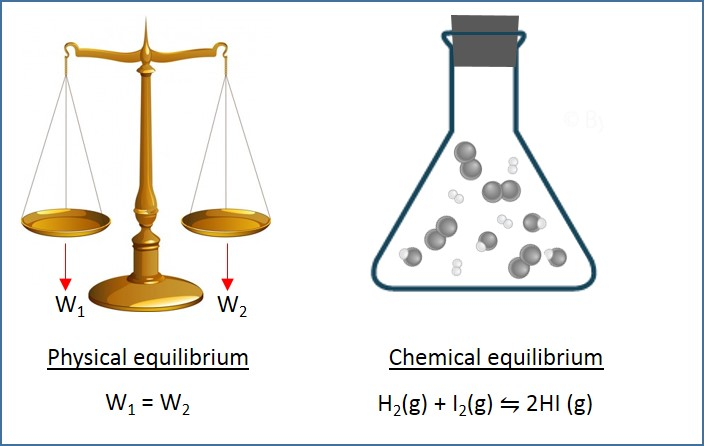 W₁
W₂
Physical equilibrium
W₁ = W₂
Chemical equilibrium
H₂(g) + I₂(g) ⇋ 2HI (g)